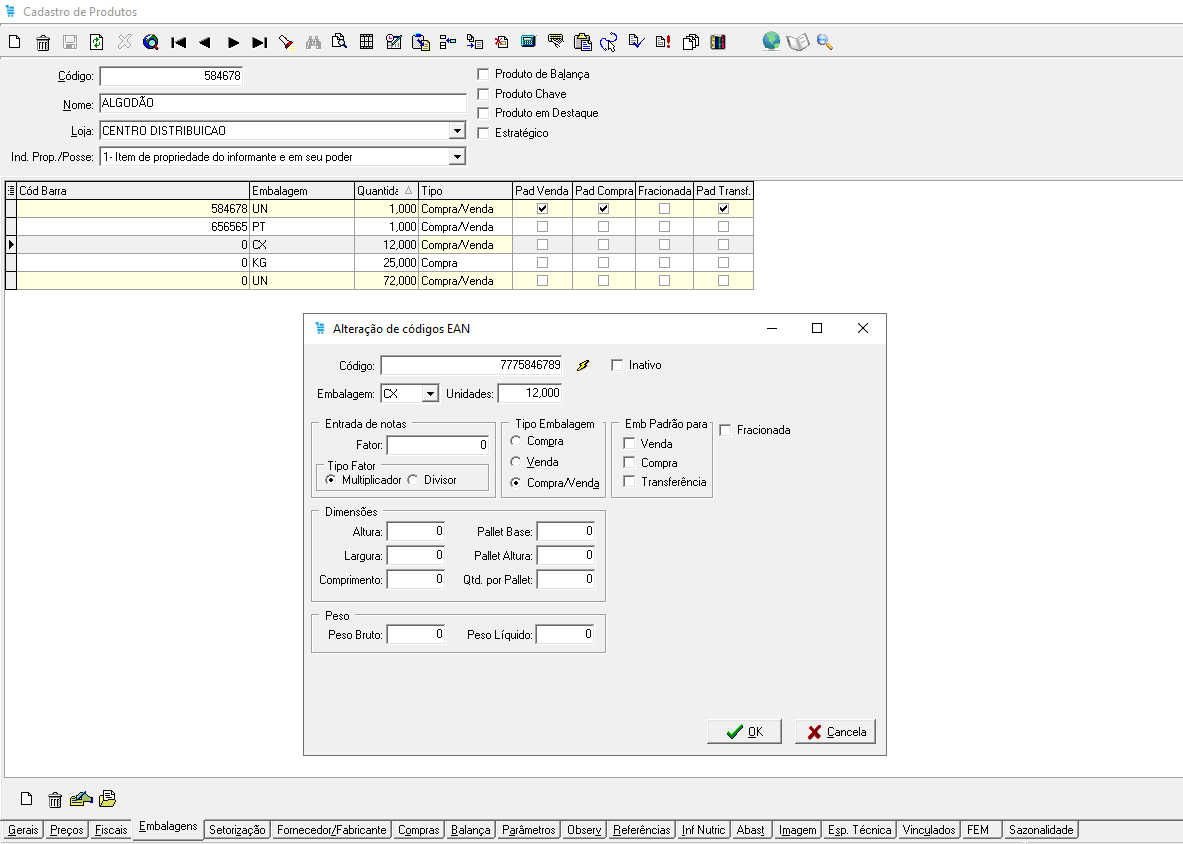 Cadastro de Produtos
Código: 584678
Produto de Balança
Nome: ALGODÃO
Produto Chave
Produto em Destaque
Loja: CENTRO DISTRIBUICAO
Estratégico
Ind. Prop./Posse: 1- Item de propriedade do informante e em seu poder
Cód Barra Embalagem Quantida Tipo Pad Venda Pad Compra Fracionada Pad Transf.
584678 UN 1,000 Compra/Venda
656565 PT 1,000 Compra/Venda
0 CX 12,000 Compra/Venda
0 KG 25,000 Compra
0 UN 72,000 Compra/Venda
Alteração de códigos EAN
Código: 7775846789 Inativo
Embalagem: CX Unidades: 12,000
Entrada de notas
Fator: 0
Tipo Fator
Multiplicador Divisor
Tipo Embalagem
Compra
Venda
Compra/Venda
Emb Padrão para
Venda
Compra
Transferência
Fracionada
Dimensões
Altura: 0 Pallet Base: 0
Largura: 0 Pallet Altura: 0
Comprimento: 0 Qtd. por Pallet: 0
Peso
Peso Bruto: 0 Peso Líquido: 0
OK Cancela
Gerais Preços Fiscais Embalagens Setorização Fornecedor/Fabricante Compras Balança Parâmetros Observ Referências Inf Nutric Abast Imagem Esp. Técnica Vinculados FEM Sazonalidade